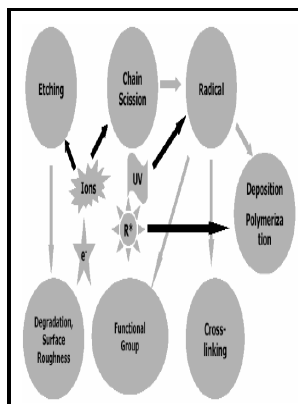 Etching
Chain
Scission
Radical
Ions
UV
R*
e-
Deposition
Polymeriza
tion
Degradation,
Surface
Roughness
Functional
Group
Cross-
linking